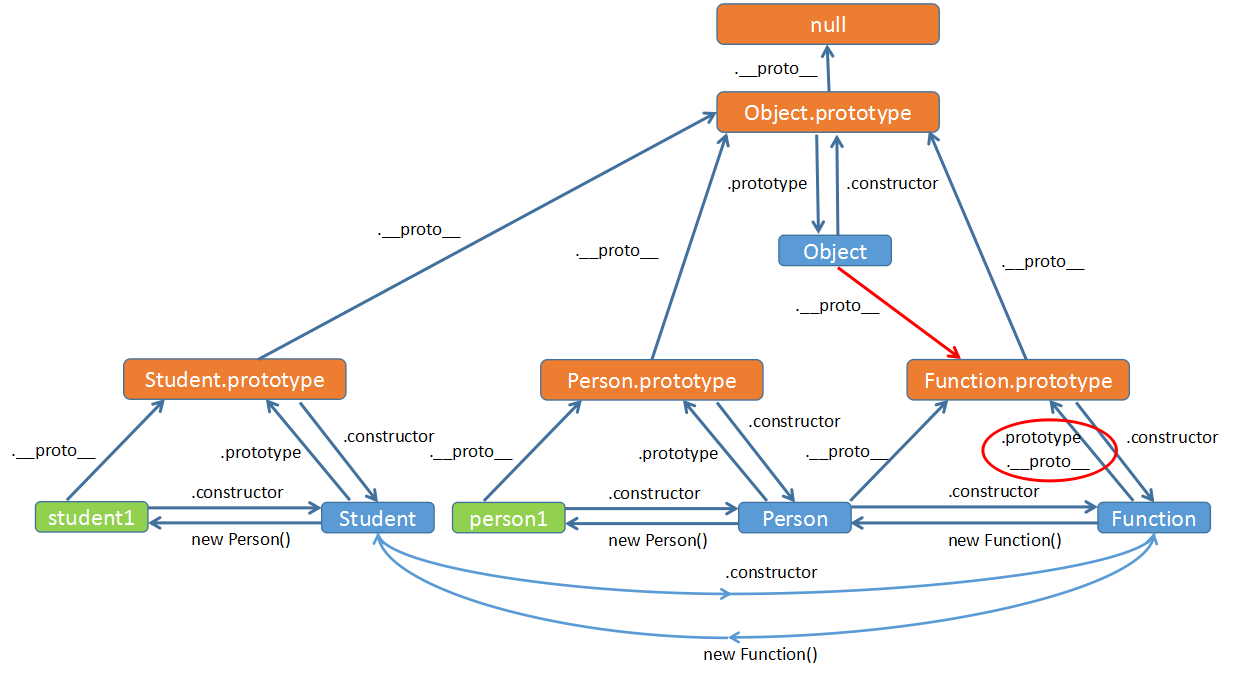 null
.__proto__
Object.prototype
.prototype
.constructor
.__proto__
.__proto__
Object
.__proto__
.__proto__
Student.prototype
Person.prototype
Function.prototype
.constructor
.constructor
.prototype
.constructor
.__proto__
.prototype
.__proto__
.prototype
.__proto__
.__proto__
.constructor
.constructor
.constructor
student1
Student
person1
Person
Function
new Person()
new Person()
new Function()
.constructor
new Function()